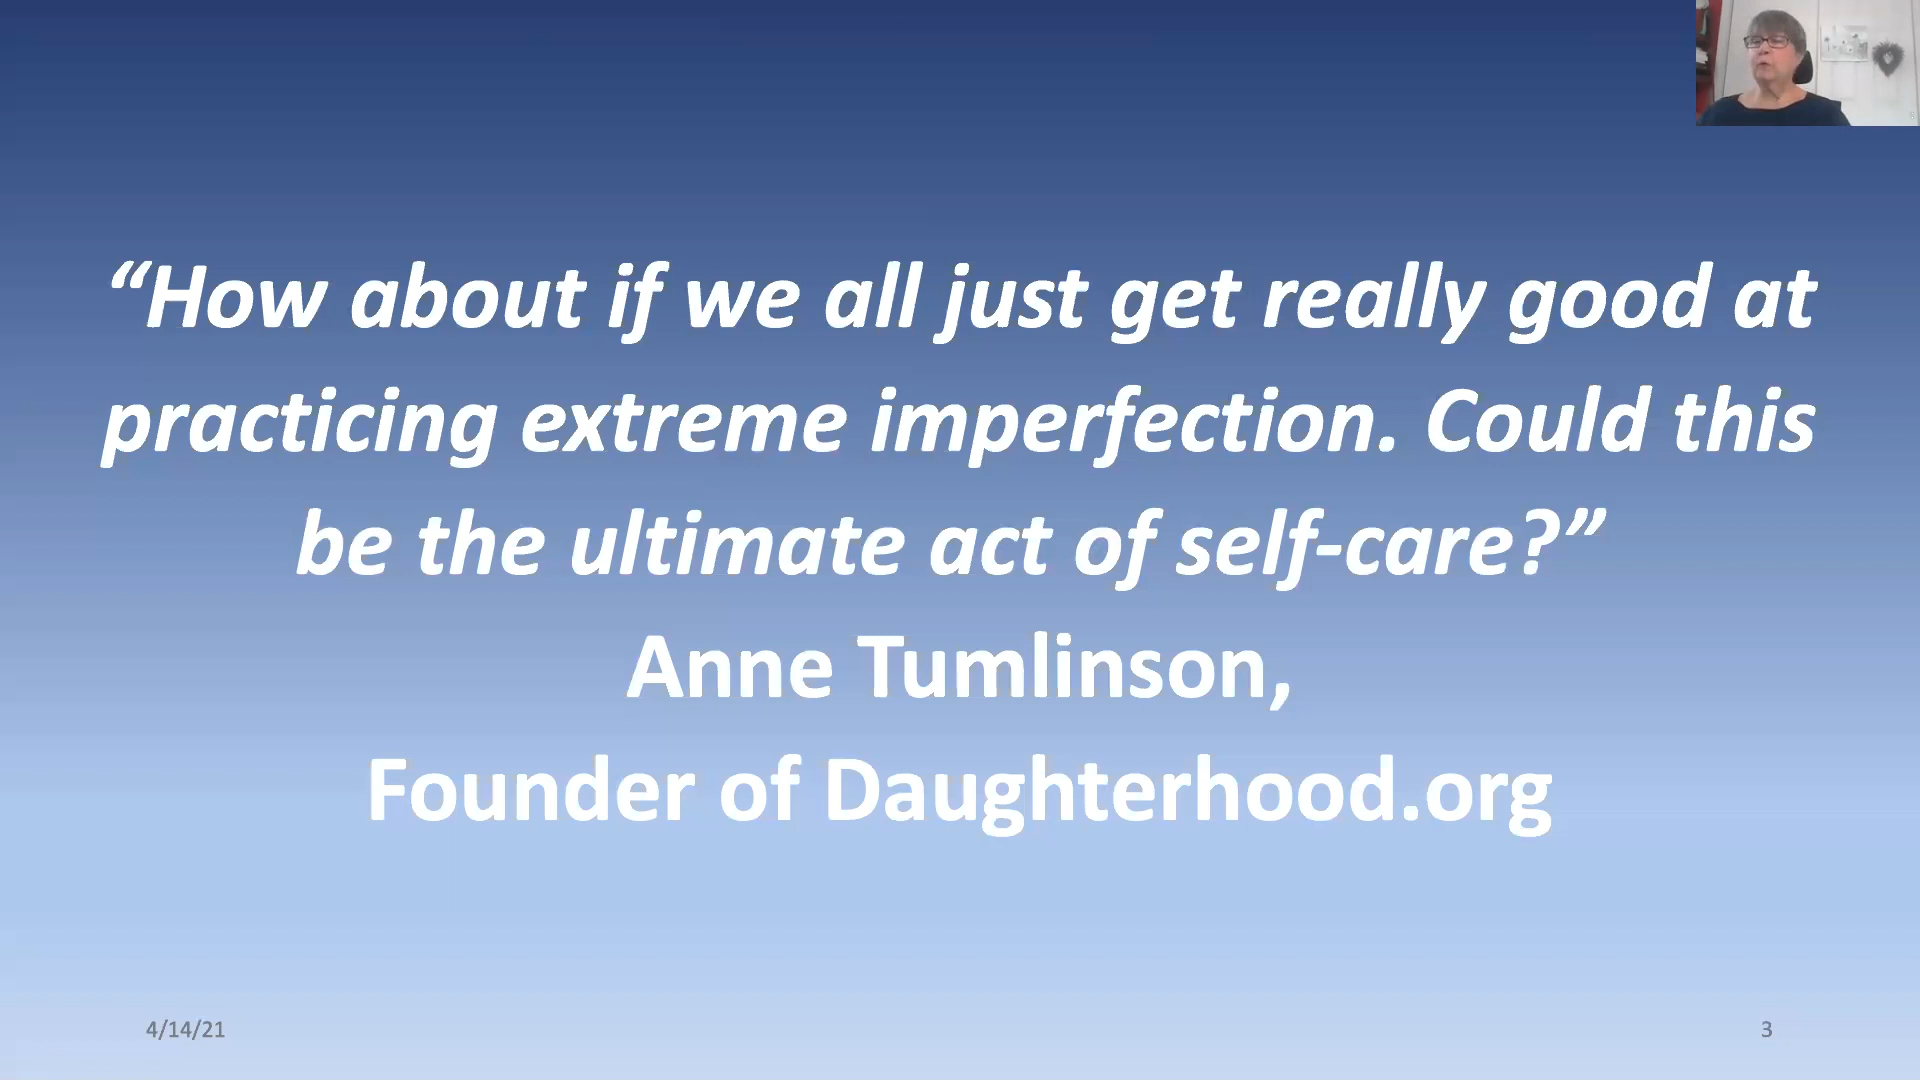 “How about if we all just get really good at
practicing extreme imperfection. Could this
be the ultimate act of self-care?”
Anne Tumlinson,
Founder of Daughterhood.org
4/14/21
3